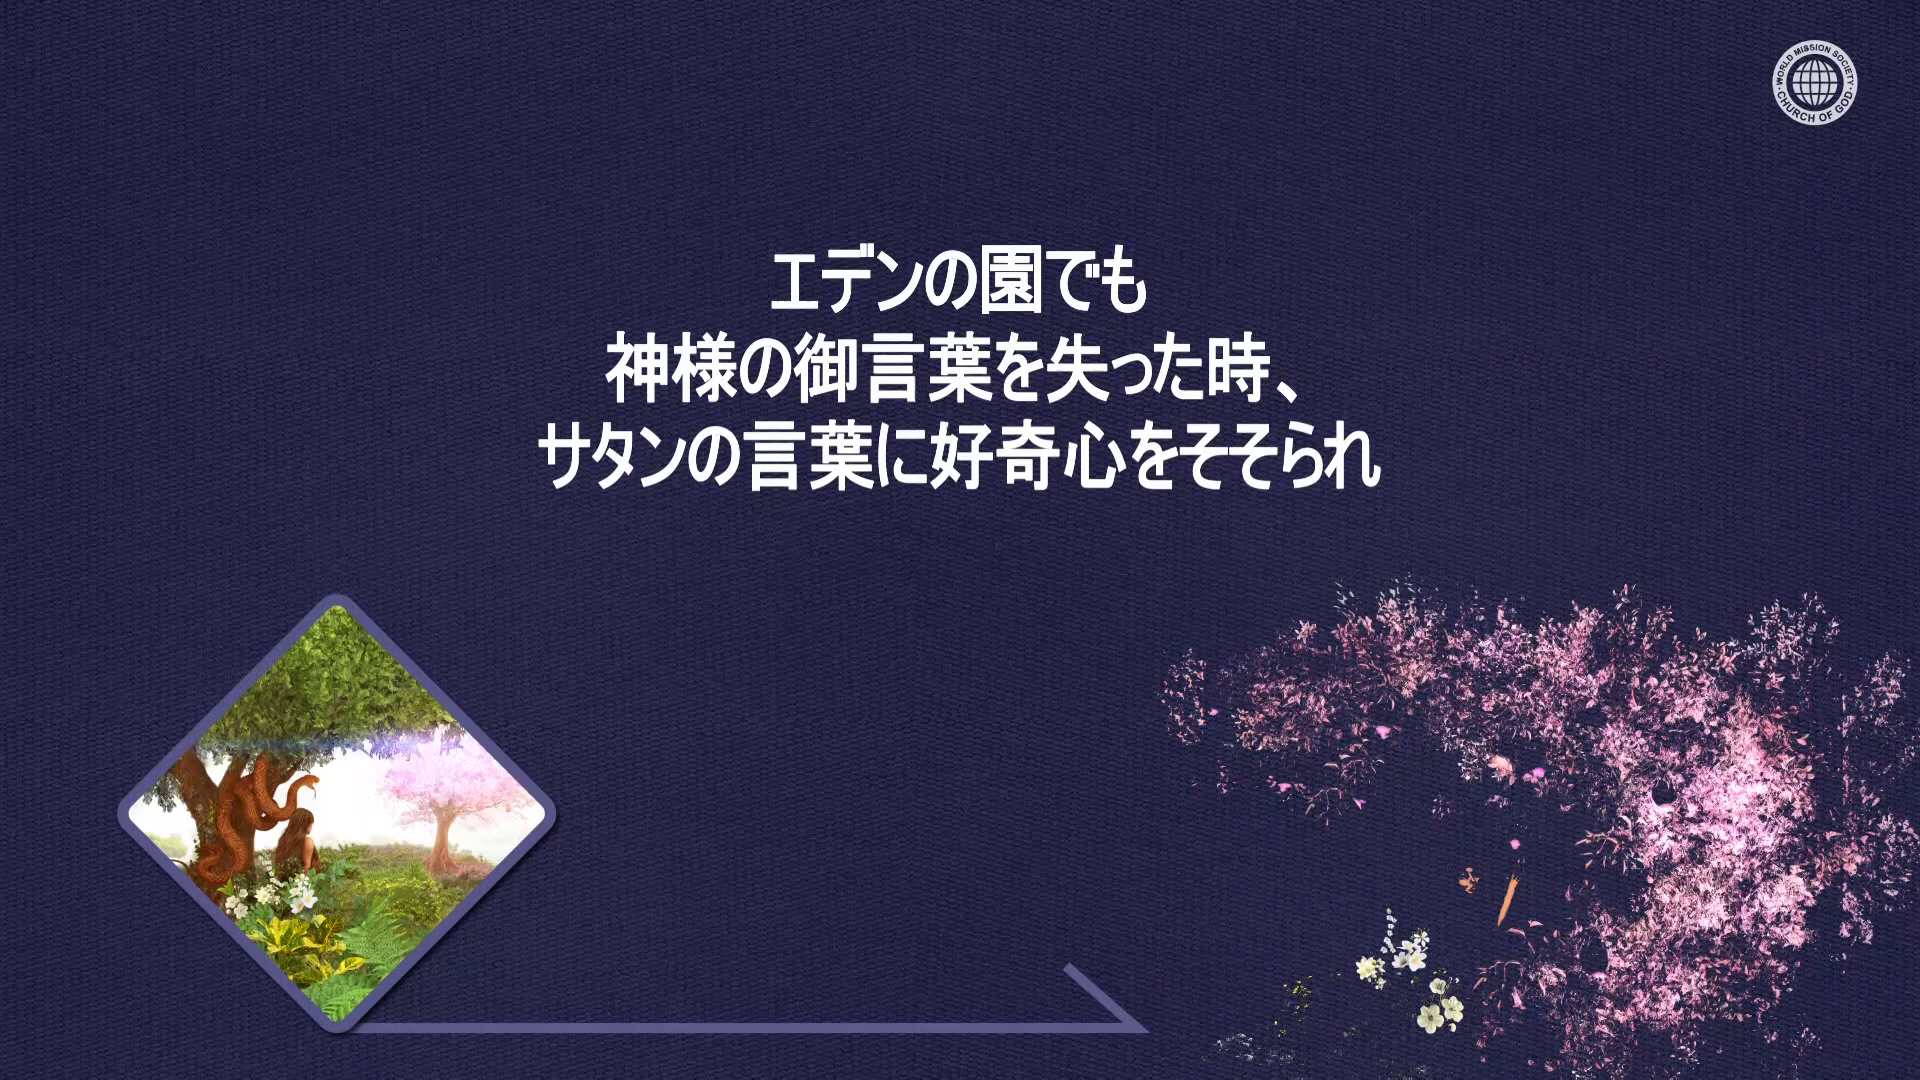 WORLD MISSION SOCIETY
CHURCH OF GOD
エデンの園でも
神様の御言葉を失った時、
サタンの言葉に好奇心をそそられ